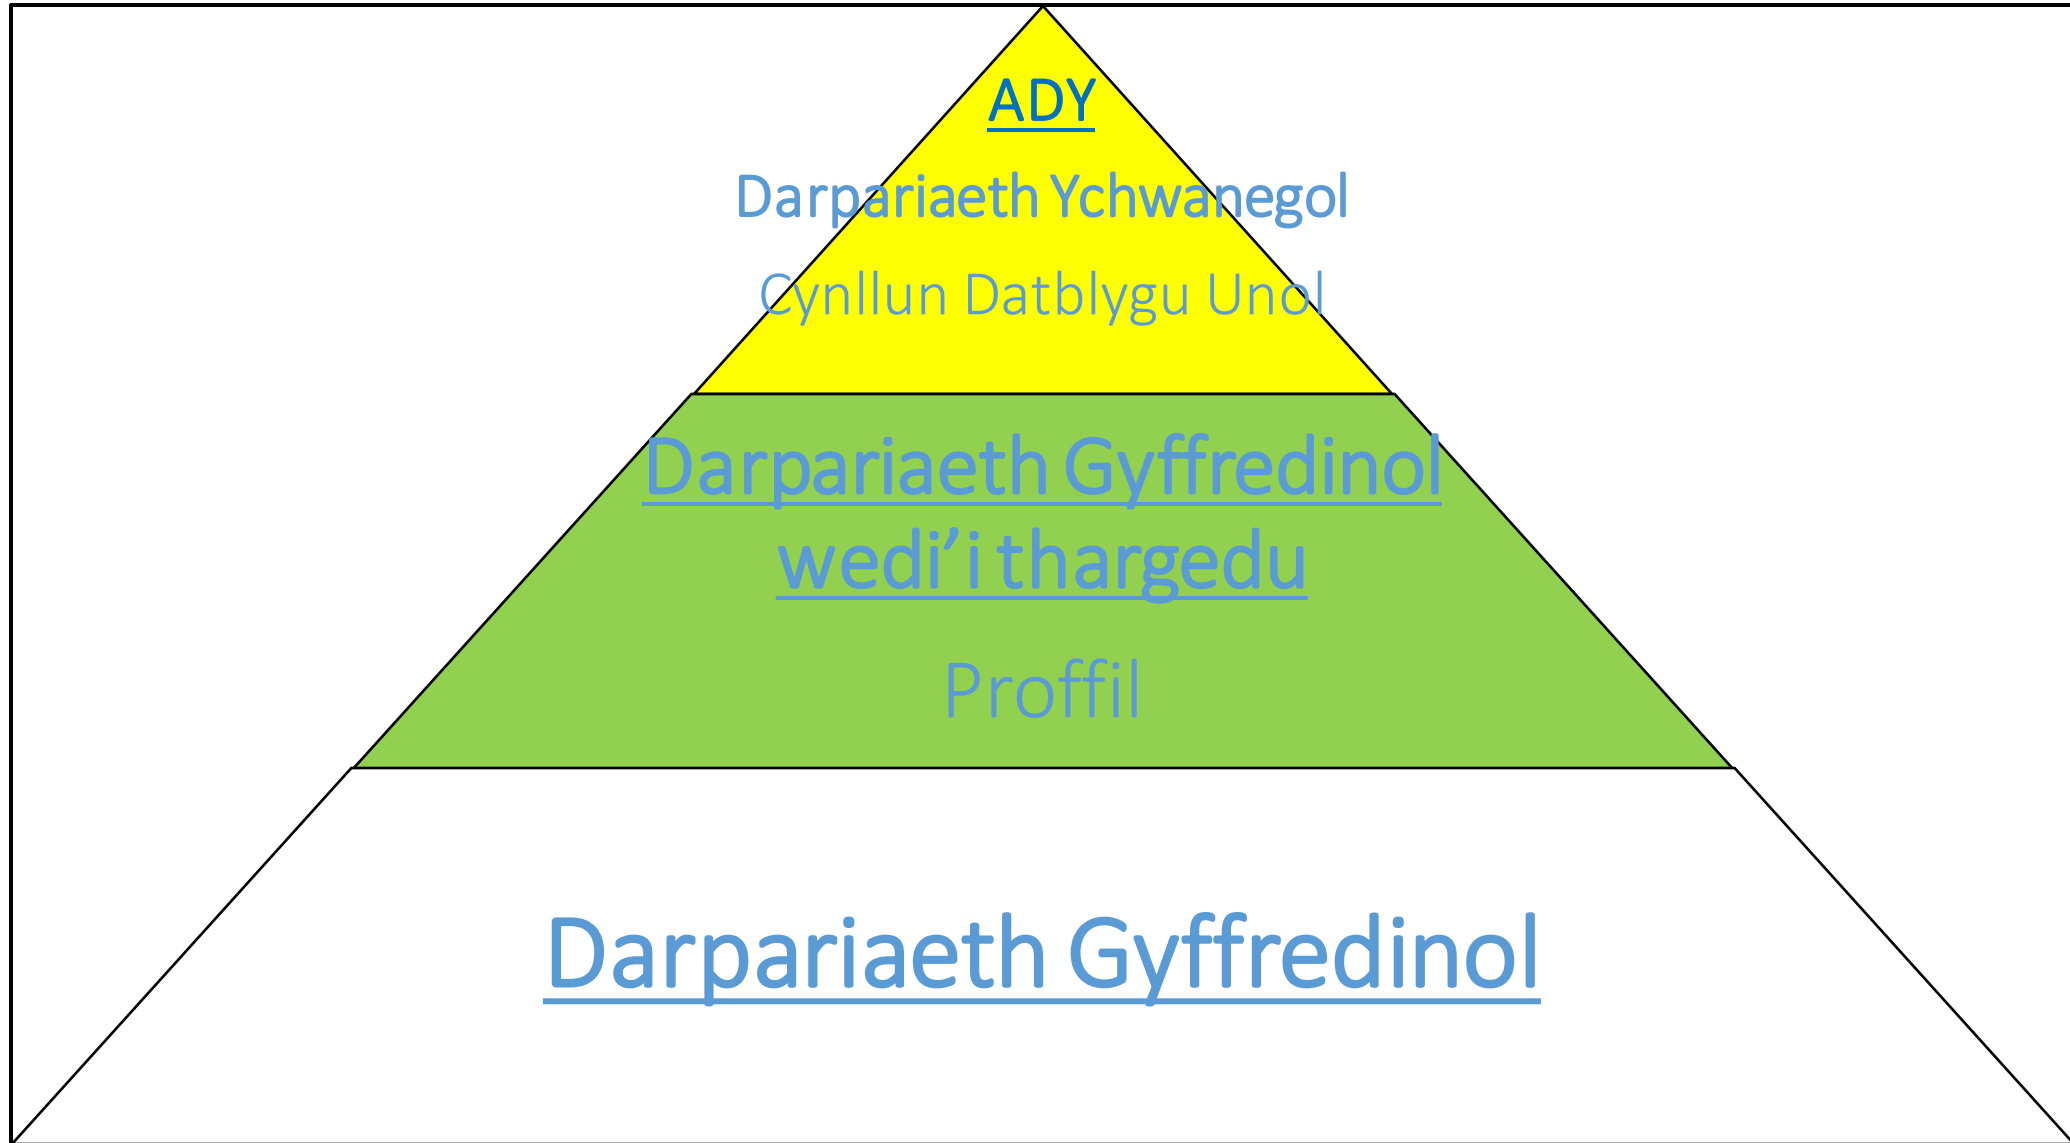 ADY
Darpariaeth Ychwanegol
Cynllun Datblygu Unol
Darpariaeth Gyffredinol
wedi’i thargedu
Proffil
Darpariaeth Gyffredinol